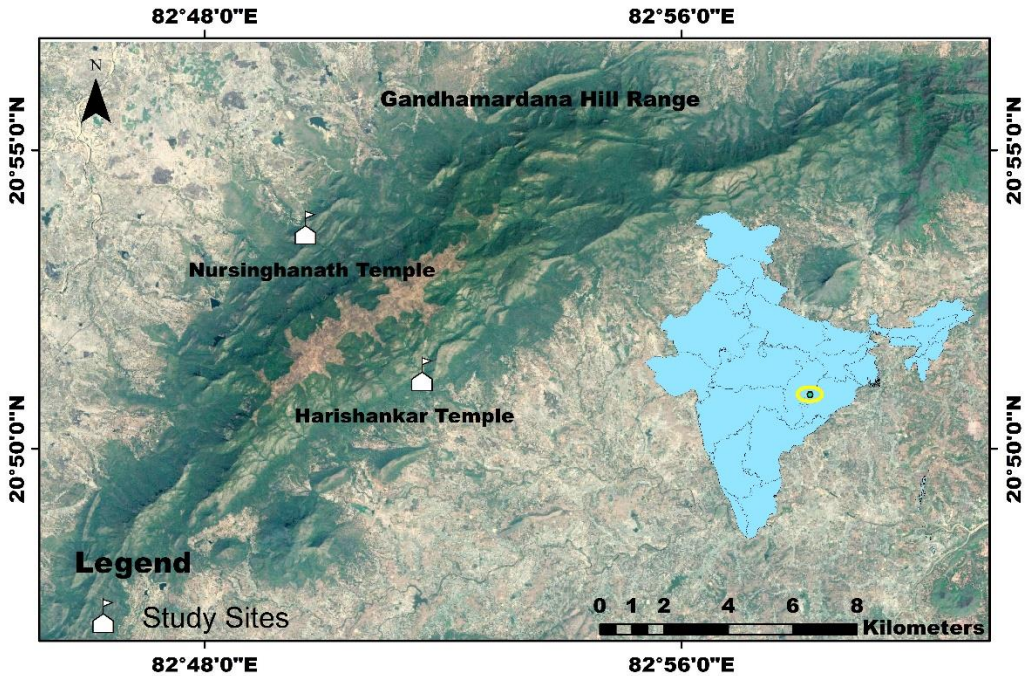 82°48'0"E 82°56'0"E
N
Gandhamardana Hill Range
20°55'0"N 20°55'0"N
Nursinghanath Temple
Harishankar Temple
20°50'0"N 20°50'0"N
Legend
Study Sites
0 1 2 4 6 8
Kilometers
82°48'0"E 82°56'0"E